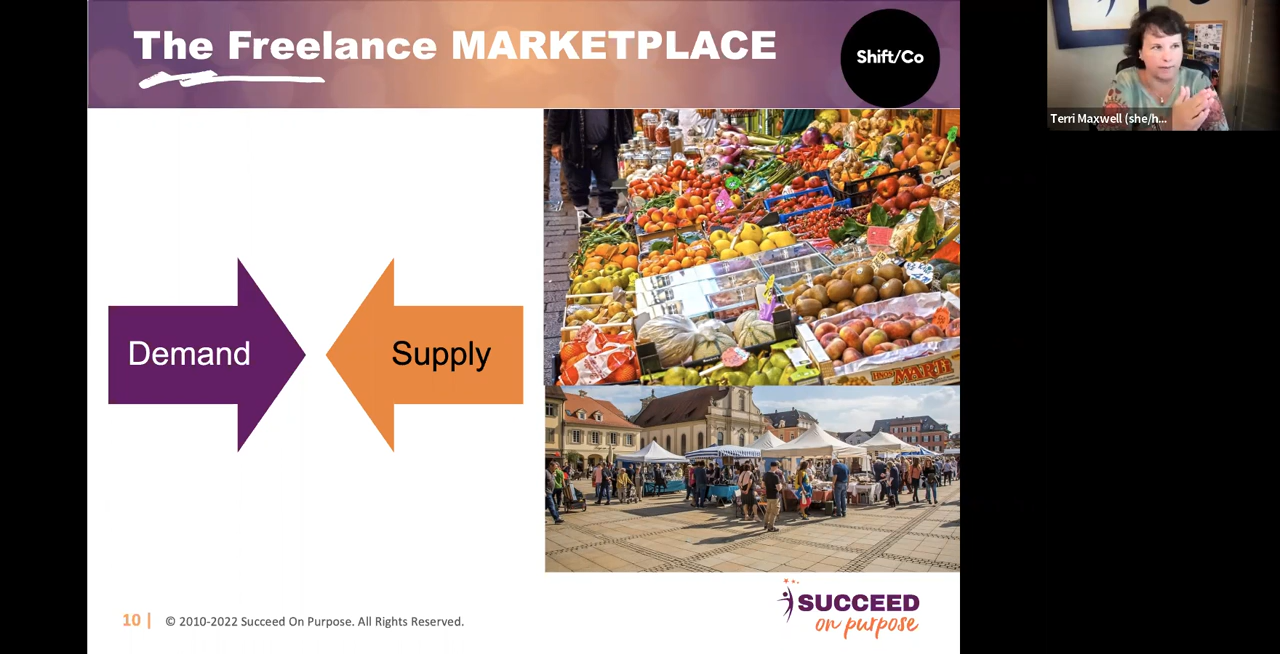 The Freelance MARKETPLACE
Shift/Co
Terri Maxwell (she/h...
Demand
Supply
SUCCEED
on purpose
10 | © 2010-2022 Succeed On Purpose. All Rights Reserved.